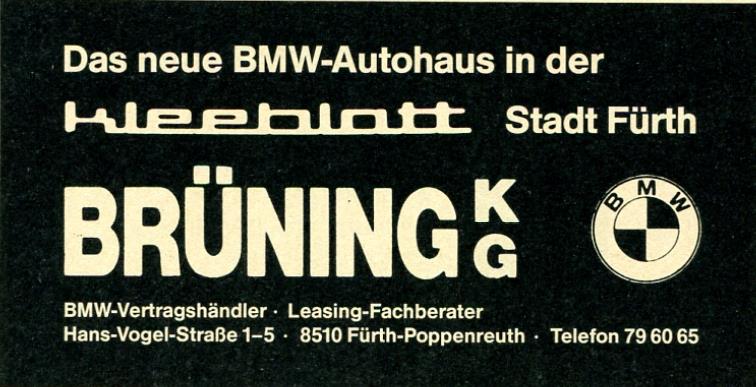 Das neue BMW-Autohaus in der
kleeblatt Stadt Fürth
BRÜNING KG
BMW
BMW-Vertragshändler · Leasing-Fachberater
Hans-Vogel-Straße 1–5 · 8510 Fürth-Poppenreuth · Telefon 79 60 65